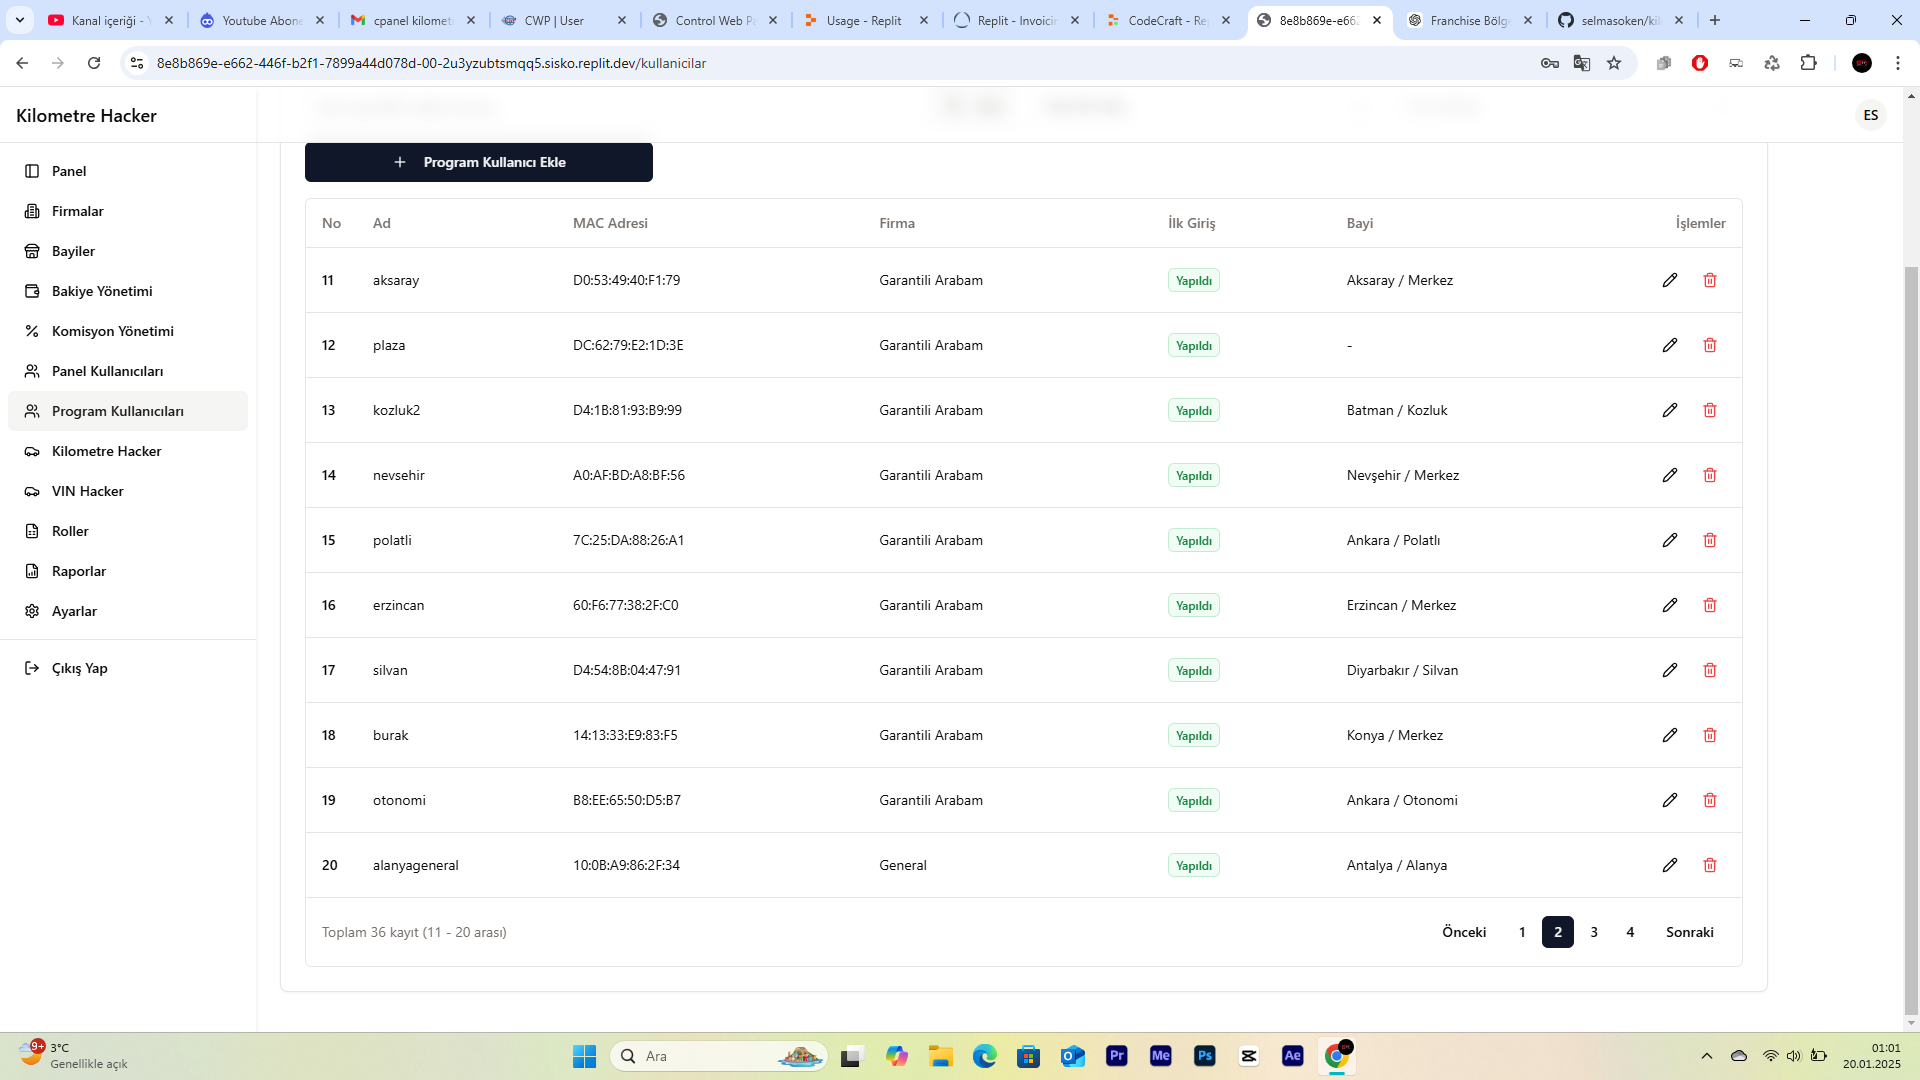 Kanal içeriği -
Youtube Abone
cpanel kilomet
CWP | User
Control Web P
Usage - Replit
Replit - Invoicin
CodeCraft - Re
8e8b869e-e662
Franchise Bölg
selmasoken/kil
8e8b869e-e662-446f-b2f1-7899a44d078d-00-2u3yzubtsmqq5.sisko.replit.dev/kullanicilar
Kilometre Hacker
ES
Panel
Firmalar
Bayiler
Bakiye Yönetimi
Komisyon Yönetimi
Panel Kullanıcıları
Program Kullanıcıları
Kilometre Hacker
VIN Hacker
Roller
Raporlar
Ayarlar
Çıkış Yap
+ Program Kullanıcı Ekle
No Ad MAC Adresi Firma İlk Giriş Bayi İşlemler
11 aksaray D0:53:49:40:F1:79 Garantili Arabam Yapıldı Aksaray / Merkez
12 plaza DC:62:79:E2:1D:3E Garantili Arabam Yapıldı -
13 kozluk2 D4:1B:81:93:B9:99 Garantili Arabam Yapıldı Batman / Kozluk
14 nevsehir A0:AF:BD:A8:BF:56 Garantili Arabam Yapıldı Nevşehir / Merkez
15 polatli 7C:25:DA:88:26:A1 Garantili Arabam Yapıldı Ankara / Polatlı
16 erzincan 60:F6:77:38:2F:C0 Garantili Arabam Yapıldı Erzincan / Merkez
17 silvan D4:54:8B:04:47:91 Garantili Arabam Yapıldı Diyarbakır / Silvan
18 burak 14:13:33:E9:83:F5 Garantili Arabam Yapıldı Konya / Merkez
19 otonomi B8:EE:65:50:D5:B7 Garantili Arabam Yapıldı Ankara / Otonomi
20 alanyageneral 10:0B:A9:86:2F:34 General Yapıldı Antalya / Alanya
Toplam 36 kayıt (11 - 20 arası)
Önceki 1 2 3 4 Sonraki
9+
3°C
Genellikle açık
Ara
Pr
Me
Ps
Ae
01:01
20.01.2025